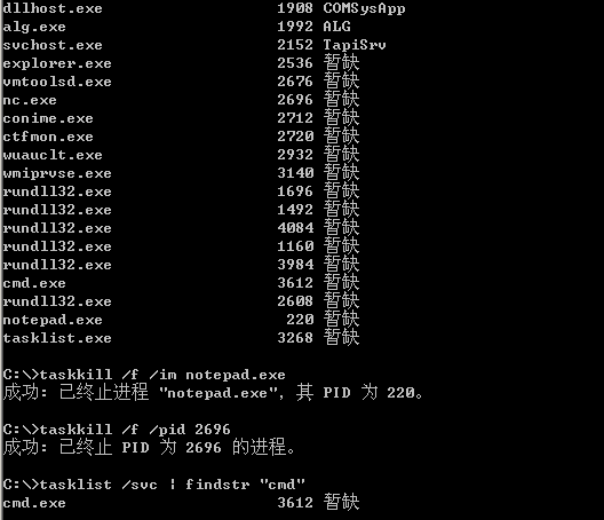 dllhost.exe 1908 COMSysApp
alg.exe 1992 ALG
svchost.exe 2152 TapiSrv
explorer.exe 2536 暂缺
vmtoolsd.exe 2676 暂缺
nc.exe 2696 暂缺
conime.exe 2712 暂缺
ctfmon.exe 2720 暂缺
wuauclt.exe 2932 暂缺
wmiprvse.exe 3140 暂缺
rundll32.exe 1696 暂缺
rundll32.exe 1492 暂缺
rundll32.exe 4084 暂缺
rundll32.exe 1160 暂缺
rundll32.exe 3984 暂缺
cmd.exe 3612 暂缺
rundll32.exe 2608 暂缺
notepad.exe 220 暂缺
tasklist.exe 3268 暂缺
C:\>taskkill /f /im notepad.exe
成功: 已终止进程 "notepad.exe", 其 PID 为 220。
C:\>taskkill /f /pid 2696
成功: 已终止 PID 为 2696 的进程。
C:\>tasklist /svc | findstr "cmd"
cmd.exe 3612 暂缺